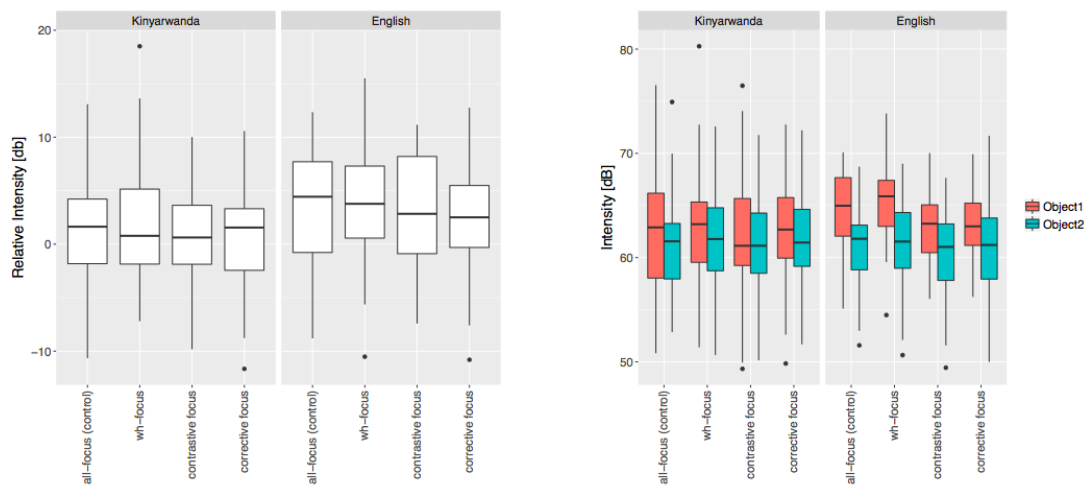 Kinyarwanda English
Relative Intensity [db]
20
10
0
−10
all−focus (control)
wh−focus
contrastive focus
corrective focus
all−focus (control)
wh−focus
contrastive focus
corrective focus
Kinyarwanda English
Intensity [dB]
80
70
60
50
all−focus (control)
wh−focus
contrastive focus
corrective focus
all−focus (control)
wh−focus
contrastive focus
corrective focus
Object1
Object2